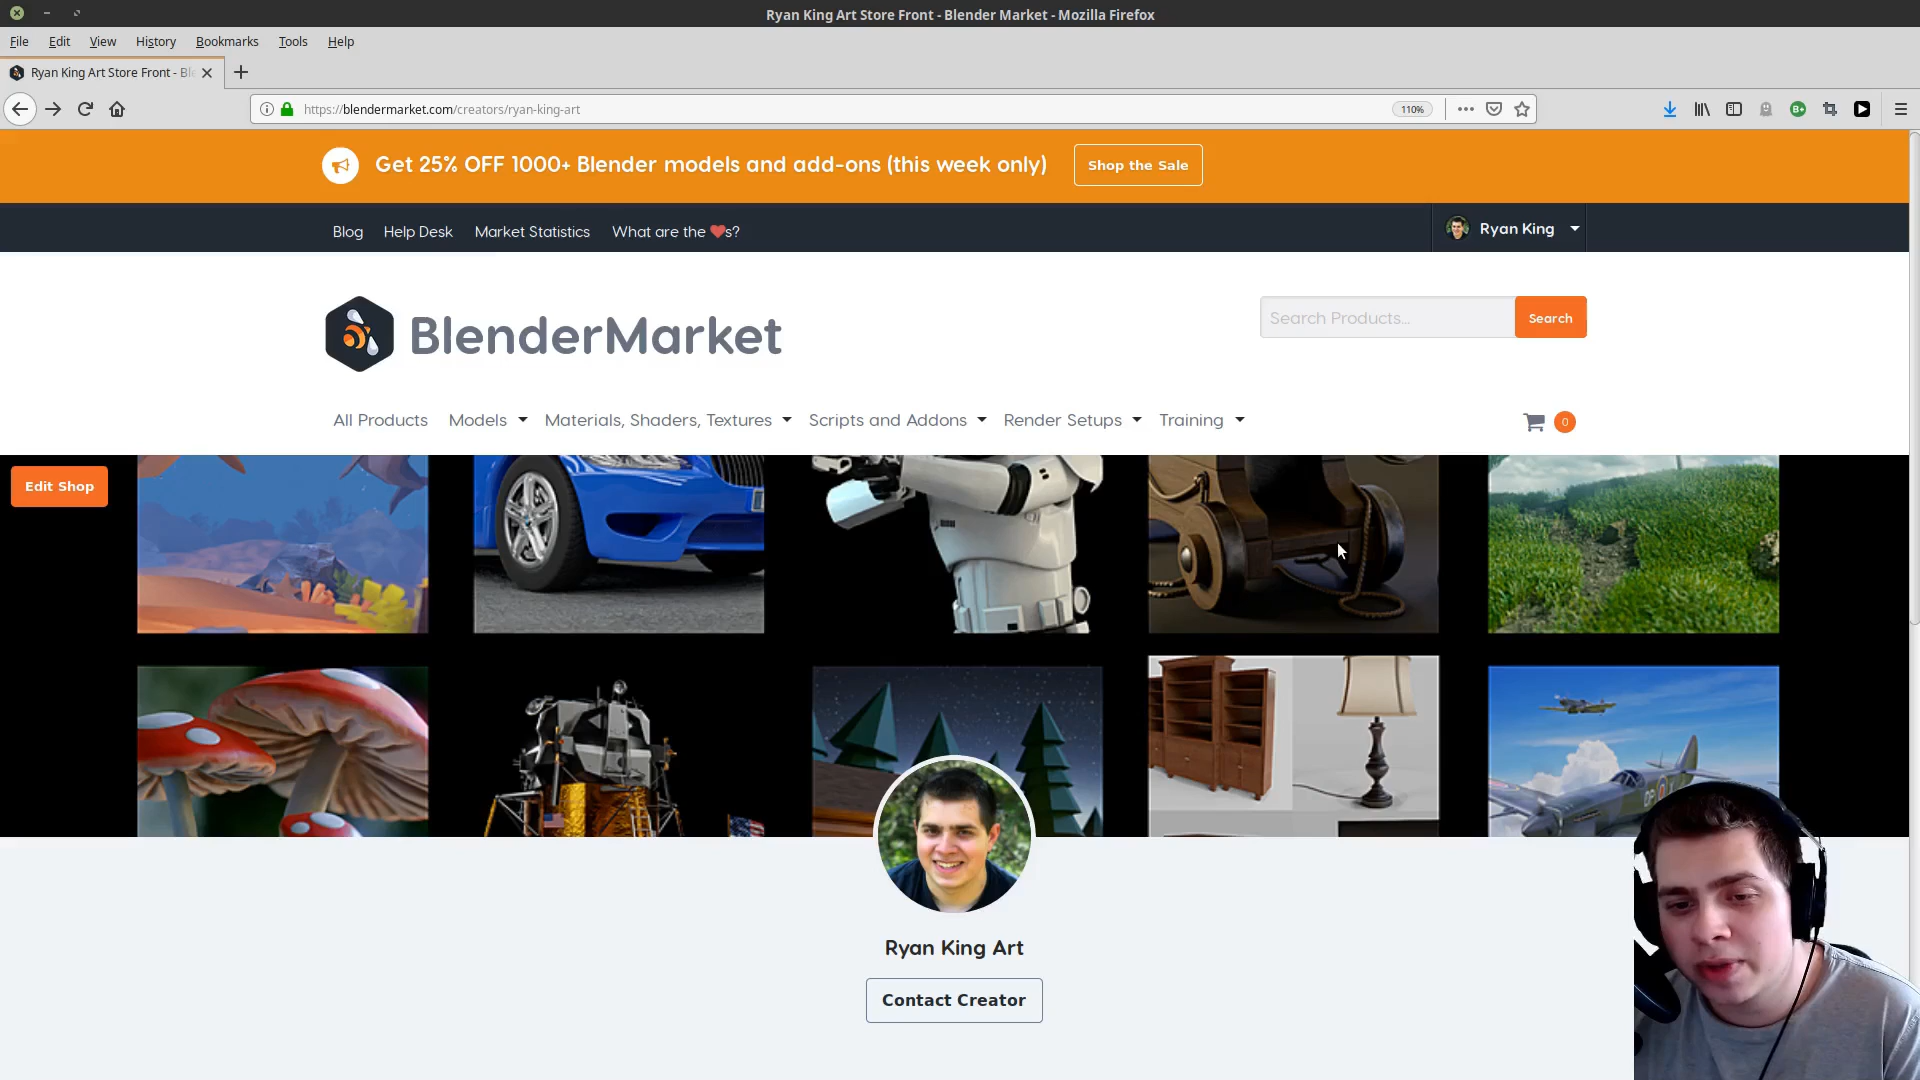 Ryan King Art Store Front - Blender Market - Mozilla Firefox
File Edit View History Bookmarks Tools Help
Ryan King Art Store Front - Bl
https://blendermarket.com/creators/ryan-king-art
110%
B+
Get 25% OFF 1000+ Blender models and add-ons (this week only)
Shop the Sale
Blog Help Desk Market Statistics What are the ❤s?
Ryan King
BlenderMarket
Search Products...
Search
All Products Models Materials, Shaders, Textures Scripts and Addons Render Setups Training
0
Edit Shop
Ryan King Art
Contact Creator